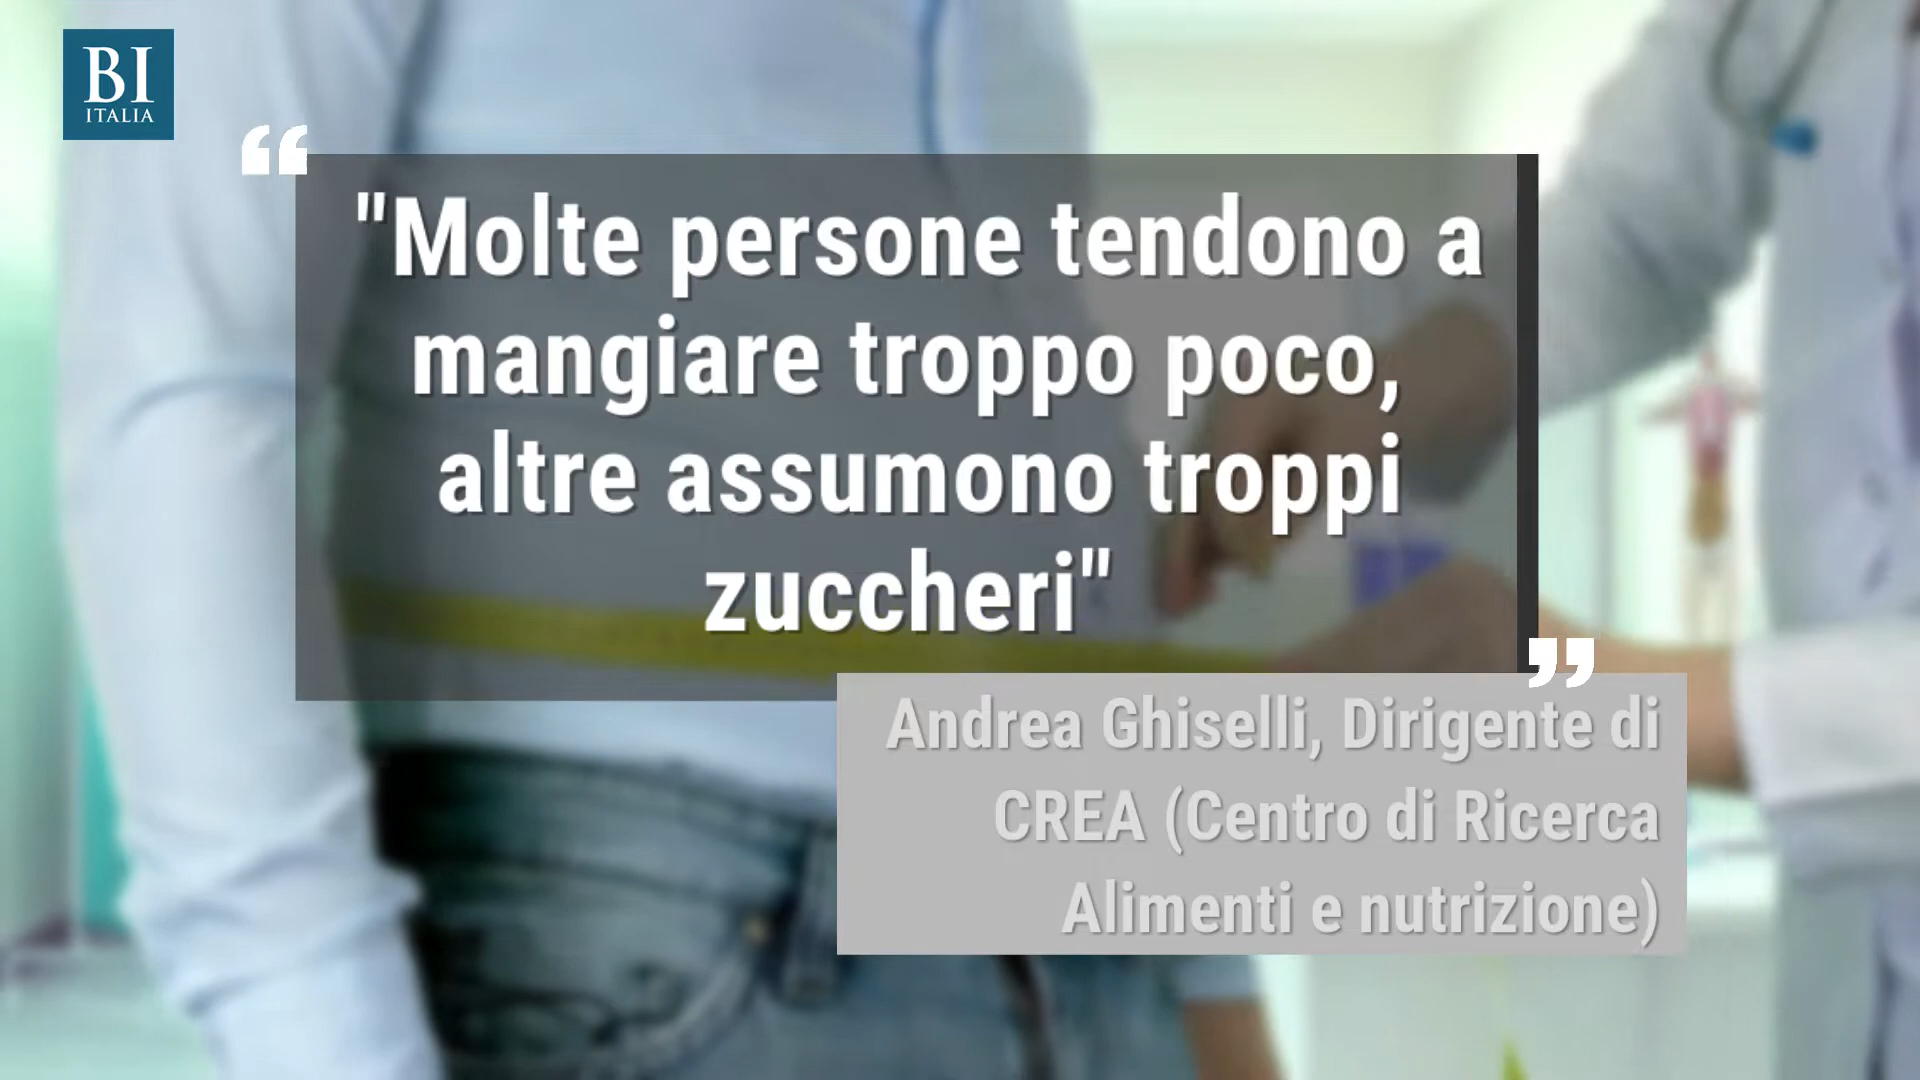 BI
ITALIA
"Molte persone tendono a
mangiare troppo poco,
altre assumono troppi
zuccheri"
Andrea Ghiselli, Dirigente di
CREA (Centro di Ricerca
Alimenti e nutrizione)